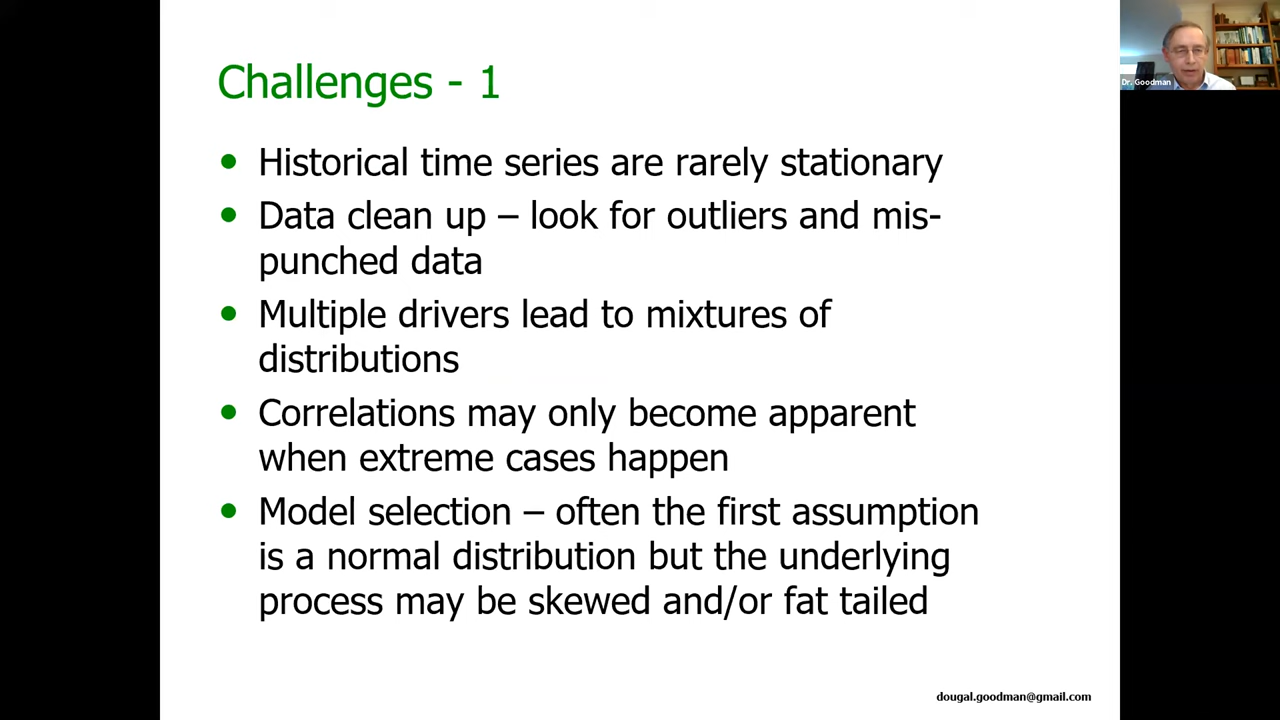 Challenges - 1
• Historical time series are rarely stationary
• Data clean up – look for outliers and mis-
punched data
• Multiple drivers lead to mixtures of
distributions
• Correlations may only become apparent
when extreme cases happen
• Model selection – often the first assumption
is a normal distribution but the underlying
process may be skewed and/or fat tailed
dougal.goodman@gmail.com
Dr. Goodman